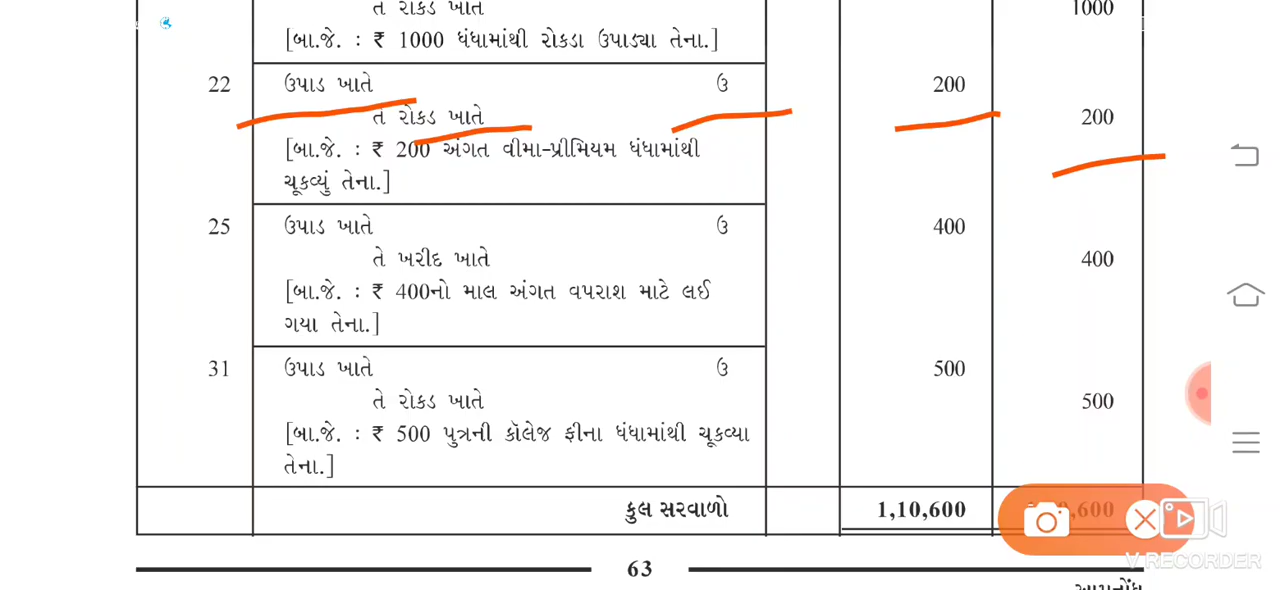 તે રોકડ ખાતે 1000
[બા.જે. : ₹ 1000 ધંધામાંથી રોકડા ઉપાડ્યા તેના.]
22 ઉપાડ ખાતે ઉ 200
તે રોકડ ખાતે 200
[બા.જે. : ₹ 200 અંગત વીમા-પ્રીમિયમ ધંધામાંથી
ચૂકવ્યું તેના.]
25 ઉપાડ ખાતે ઉ 400
તે ખરીદ ખાતે 400
[બા.જે. : ₹ 400નો માલ અંગત વપરાશ માટે લઈ
ગયા તેના.]
31 ઉપાડ ખાતે ઉ 500
તે રોકડ ખાતે 500
[બા.જે. : ₹ 500 પુત્રની કૉલેજ ફીના ધંધામાંથી ચૂકવ્યા
તેના.]
કુલ સરવાળો 1,10,600
63
V RECORDER
આમનોંધ